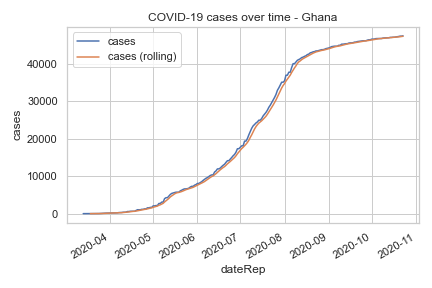 COVID-19 cases over time - Ghana
cases
cases (rolling)
40000
30000
20000
10000
0
cases
2020-04
2020-05
2020-06
2020-07
2020-08
2020-09
2020-10
2020-11
dateRep